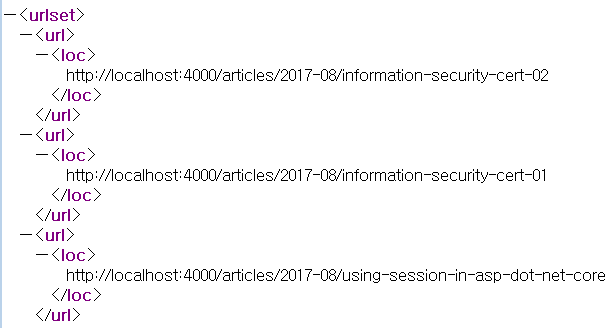 −<urlset>
−<url>
−<loc>
http://localhost:4000/articles/2017-08/information-security-cert-02
</loc>
</url>
−<url>
−<loc>
http://localhost:4000/articles/2017-08/information-security-cert-01
</loc>
</url>
−<url>
−<loc>
http://localhost:4000/articles/2017-08/using-session-in-asp-dot-net-core
</loc>
</url>